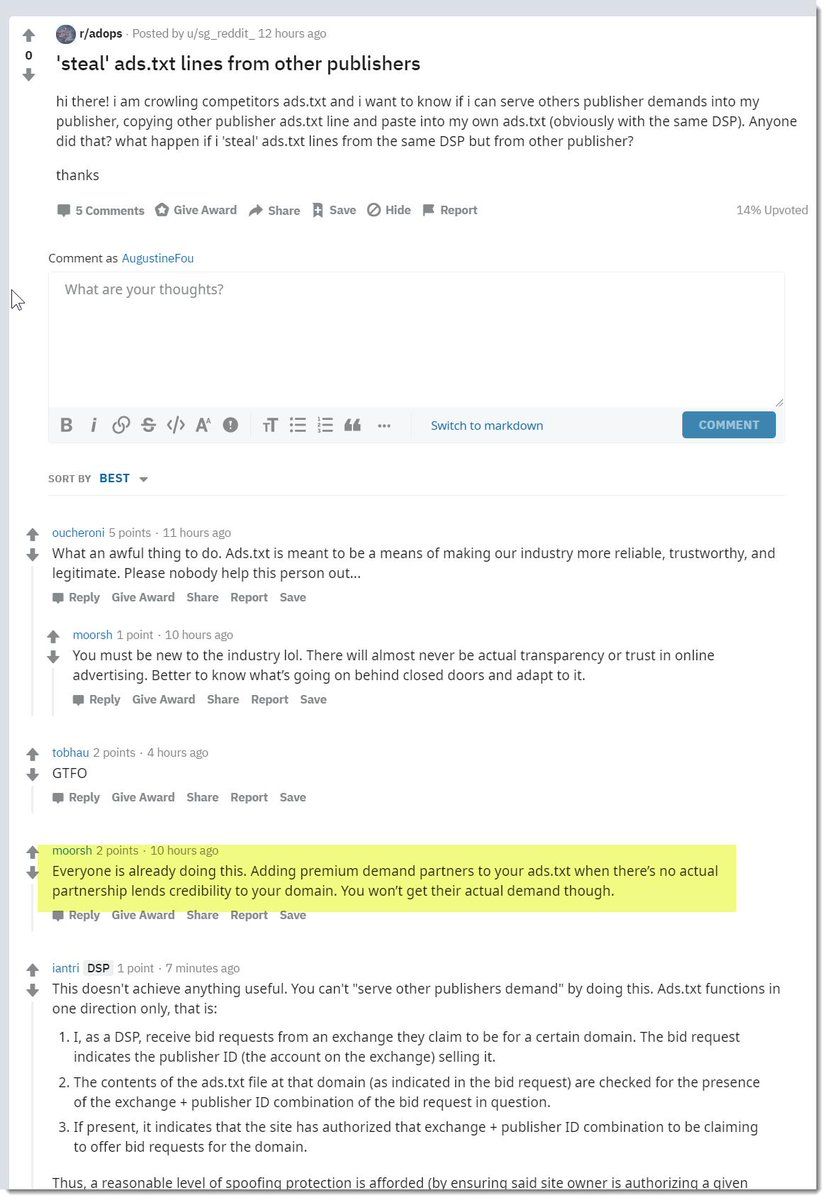 r/adops · Posted by u/sg_reddit_ 12 hours ago
0
'steal' ads.txt lines from other publishers
hi there! i am crowling competitors ads.txt and i want to know if i can serve others publisher demands into my
publisher, copying other publisher ads.txt line and paste into my own ads.txt (obviously with the same DSP). Anyone
did that? what happen if i 'steal' ads.txt lines from the same DSP but from other publisher?
thanks
5 Comments Give Award Share Save Hide Report 14% Upvoted
Comment as AugustineFou
What are your thoughts?
Switch to markdown COMMENT
SORT BY BEST
oucheroni 5 points · 11 hours ago
What an awful thing to do. Ads.txt is meant to be a means of making our industry more reliable, trustworthy, and
legitimate. Please nobody help this person out...
Reply Give Award Share Report Save
moorsh 1 point · 10 hours ago
You must be new to the industry lol. There will almost never be actual transparency or trust in online
advertising. Better to know what's going on behind closed doors and adapt to it.
Reply Give Award Share Report Save
tobhau 2 points · 4 hours ago
GTFO
Reply Give Award Share Report Save
moorsh 2 points · 10 hours ago
Everyone is already doing this. Adding premium demand partners to your ads.txt when there's no actual
partnership lends credibility to your domain. You won't get their actual demand though.
Reply Give Award Share Report Save
iantri DSP 1 point · 7 minutes ago
This doesn't achieve anything useful. You can't "serve other publishers demand" by doing this. Ads.txt functions in
one direction only, that is:
1. I, as a DSP, receive bid requests from an exchange they claim to be for a certain domain. The bid request
indicates the publisher ID (the account on the exchange) selling it.
2. The contents of the ads.txt file at that domain (as indicated in the bid request) are checked for the presence
of the exchange + publisher ID combination of the bid request in question.
3. If present, it indicates that the site has authorized that exchange + publisher ID combination to be claiming
to offer bid requests for the domain.
Thus, a reasonable level of spoofing protection is afforded (by ensuring said site owner is authorizing a given